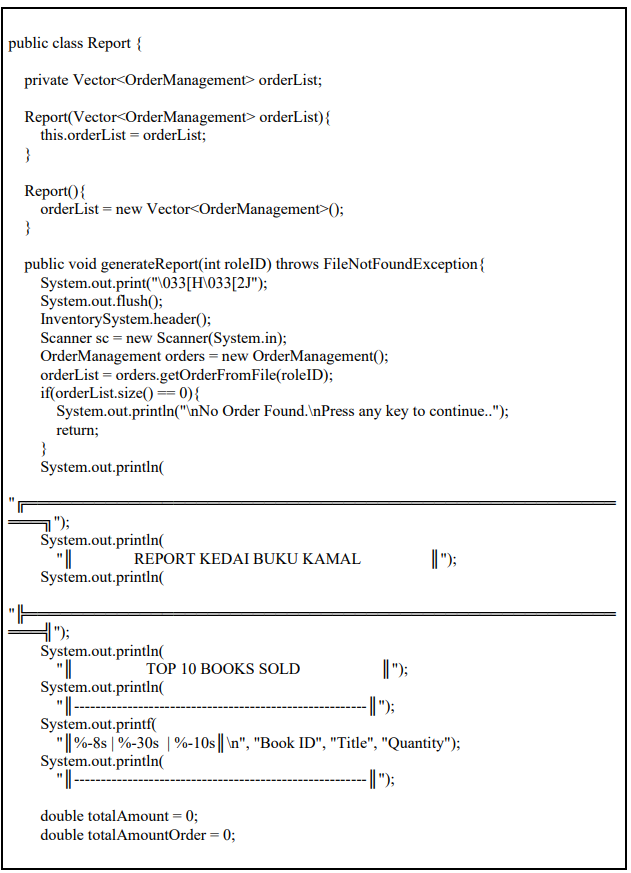 public class Report {
private Vector<OrderManagement> orderList;
Report(Vector<OrderManagement> orderList){
this.orderList = orderList;
}
Report(){
orderList = new Vector<OrderManagement>();
}
public void generateReport(int roleID) throws FileNotFoundException{
System.out.print("\033[H\033[2J");
System.out.flush();
InventorySystem.header();
Scanner sc = new Scanner(System.in);
OrderManagement orders = new OrderManagement();
orderList = orders.getOrderFromFile(roleID);
if(orderList.size() == 0){
System.out.println("\nNo Order Found.\nPress any key to continue..");
return;
}
System.out.println(
"╔══════════════════════════════════════════════════════
════╗");
System.out.println(
"║ REPORT KEDAI BUKU KAMAL ║");
System.out.println(
"╠══════════════════════════════════════════════════════
════╣");
System.out.println(
"║ TOP 10 BOOKS SOLD ║");
System.out.println(
"║--------------------------------------------------------║");
System.out.printf(
"║%-8s | %-30s | %-10s║\n", "Book ID", "Title", "Quantity");
System.out.println(
"║--------------------------------------------------------║");
double totalAmount = 0;
double totalAmountOrder = 0;